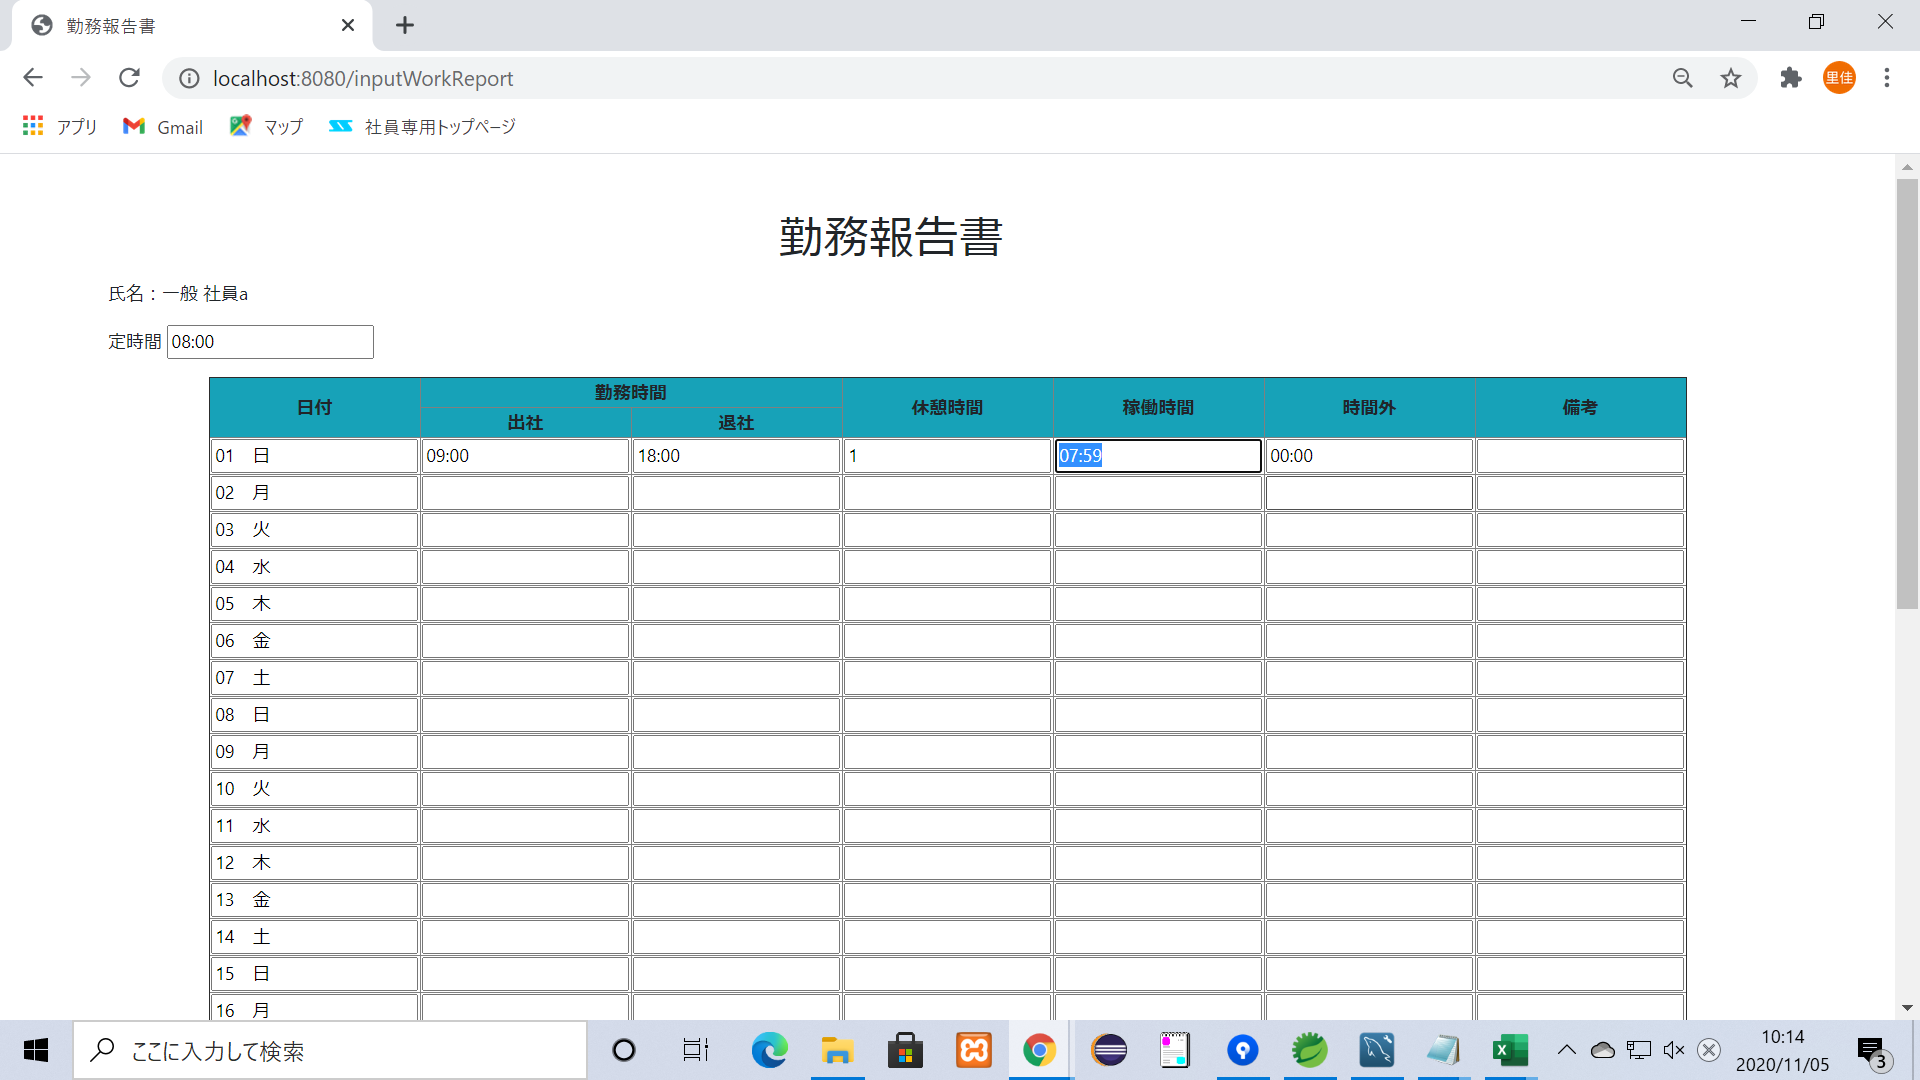 勤務報告書
localhost:8080/inputWorkReport
里佳
アプリ Gmail マップ 社員専用トップページ
勤務報告書
氏名：一般 社員a
定時間 08:00
日付 勤務時間 休憩時間 稼働時間 時間外 備考
出社 退社
01 日 09:00 18:00 1 07:59 00:00
02 月
03 火
04 水
05 木
06 金
07 土
08 日
09 月
10 火
11 水
12 木
13 金
14 土
15 日
16 月
ここに入力して検索
10:14
2020/11/05
3